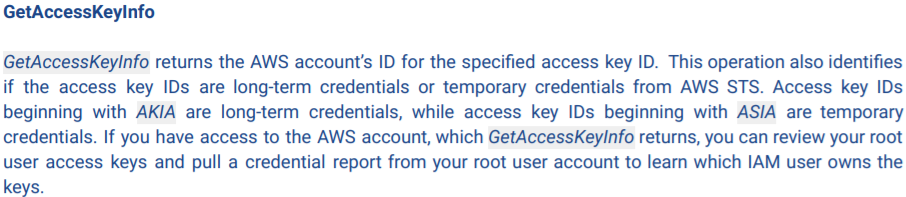 GetAccessKeyInfo
GetAccessKeyInfo returns the AWS account’s ID for the specified access key ID. This operation also identifies
if the access key IDs are long-term credentials or temporary credentials from AWS STS. Access key IDs
beginning with AKIA are long-term credentials, while access key IDs beginning with ASIA are temporary
credentials. If you have access to the AWS account, which GetAccessKeyInfo returns, you can review your root
user access keys and pull a credential report from your root user account to learn which IAM user owns the
keys.